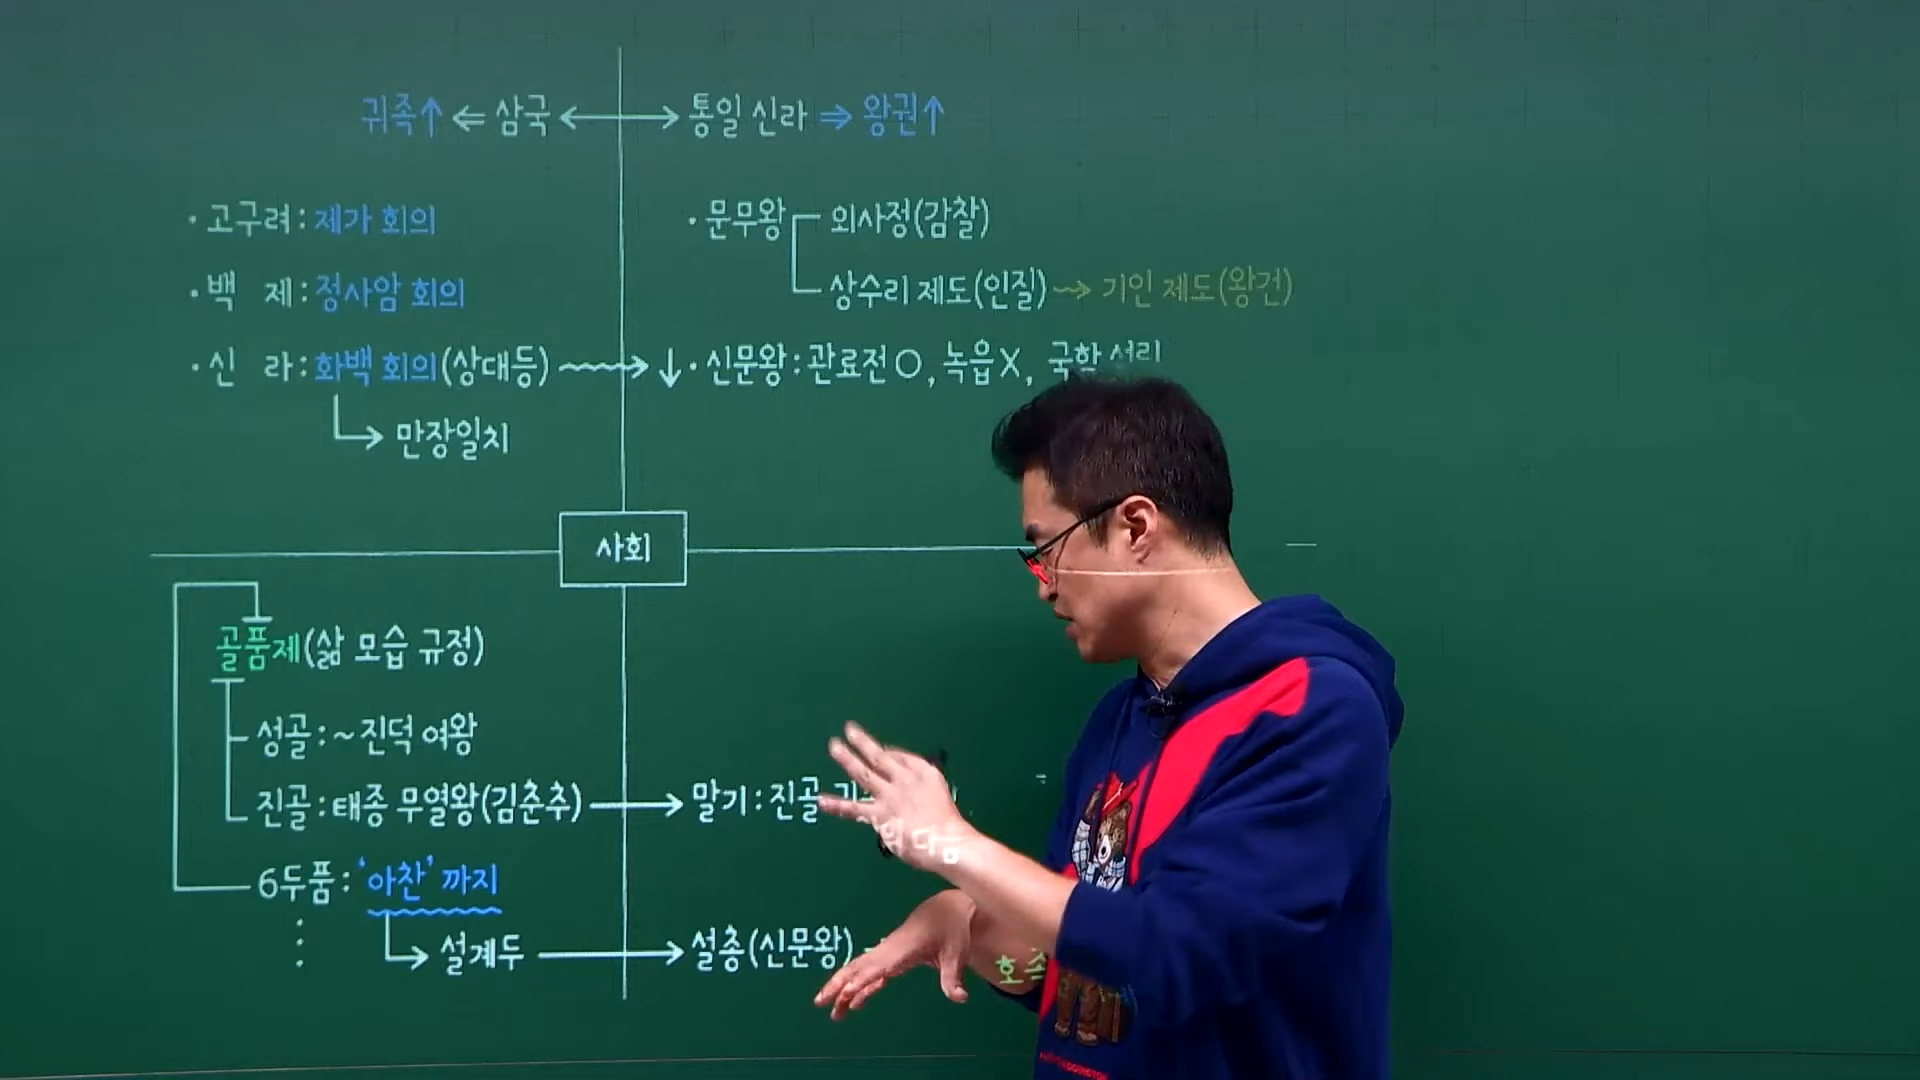 귀족↑ ⇐ 삼국 ↔ 통일 신라 ⇒ 왕권↑
· 고구려 : 제가 회의
· 백 제 : 정사암 회의
· 신 라 : 화백 회의(상대등)
만장일치
· 문무왕 외사정(감찰)
상수리 제도(인질) → 기인 제도(왕건)
↓ · 신문왕 : 관료전 O, 녹읍X, 국학 설리
사회
골품제(삶 모습 규정)
성골 : ~ 진덕 여왕
진골 : 태종 무열왕(김춘추) → 말기 : 진골
다음
6두품 : '아찬' 까지
설계두 → 설총(신문왕)
호족